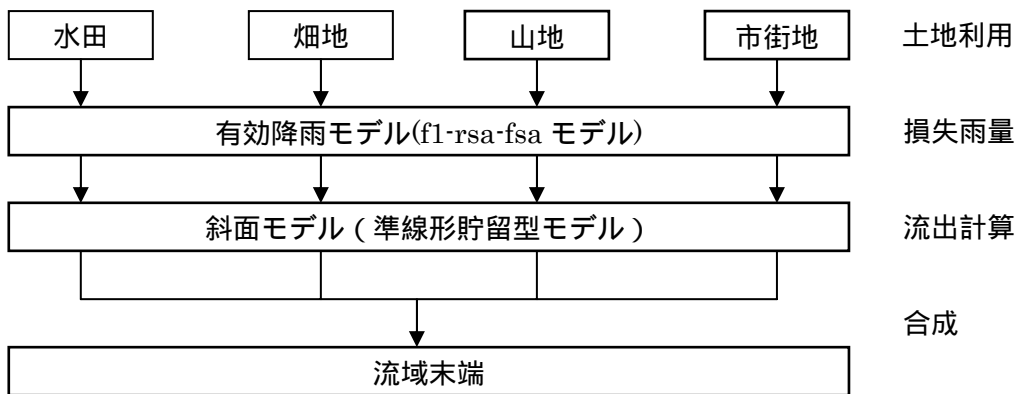 水田 畑地 山地 市街地 土地利用
有効降雨モデル(f1-rsa-fsa モデル) 損失雨量
斜面モデル（準線形貯留型モデル） 流出計算
合成
流域末端